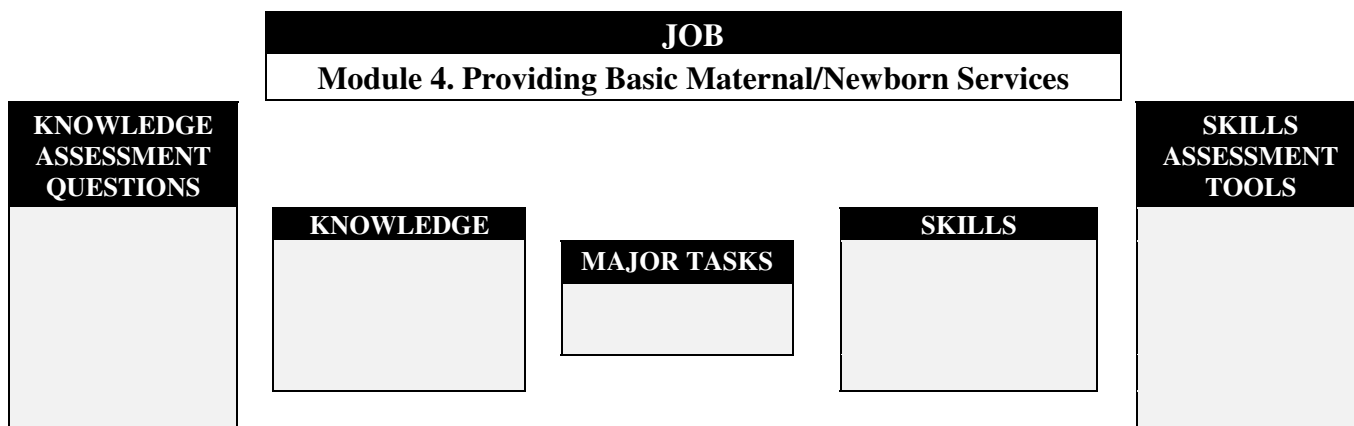 JOB
Module 4. Providing Basic Maternal/Newborn Services
KNOWLEDGE
ASSESSMENT
QUESTIONS
SKILLS
ASSESSMENT
TOOLS
KNOWLEDGE
SKILLS
MAJOR TASKS